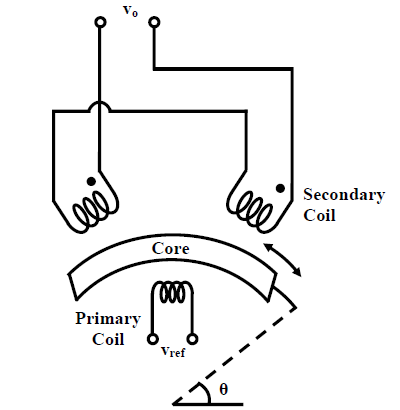 vₒ
Secondary
Coil
Core
Primary
Coil
vref
θ